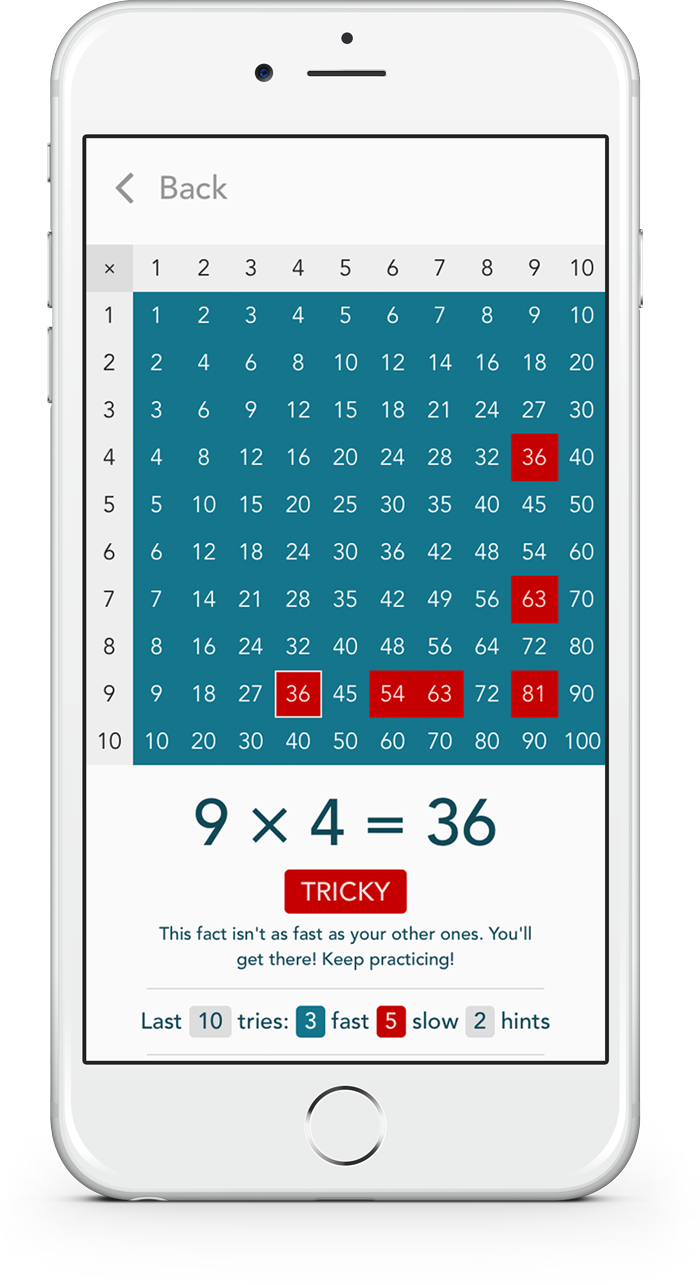 Back
× 1 2 3 4 5 6 7 8 9 10
1 1 2 3 4 5 6 7 8 9 10
2 2 4 6 8 10 12 14 16 18 20
3 3 6 9 12 15 18 21 24 27 30
4 4 8 12 16 20 24 28 32 36 40
5 5 10 15 20 25 30 35 40 45 50
6 6 12 18 24 30 36 42 48 54 60
7 7 14 21 28 35 42 49 56 63 70
8 8 16 24 32 40 48 56 64 72 80
9 9 18 27 36 45 54 63 72 81 90
10 10 20 30 40 50 60 70 80 90 100
9 × 4 = 36
TRICKY
This fact isn't as fast as your other ones. You'll
get there! Keep practicing!
Last 10 tries: 3 fast 5 slow 2 hints